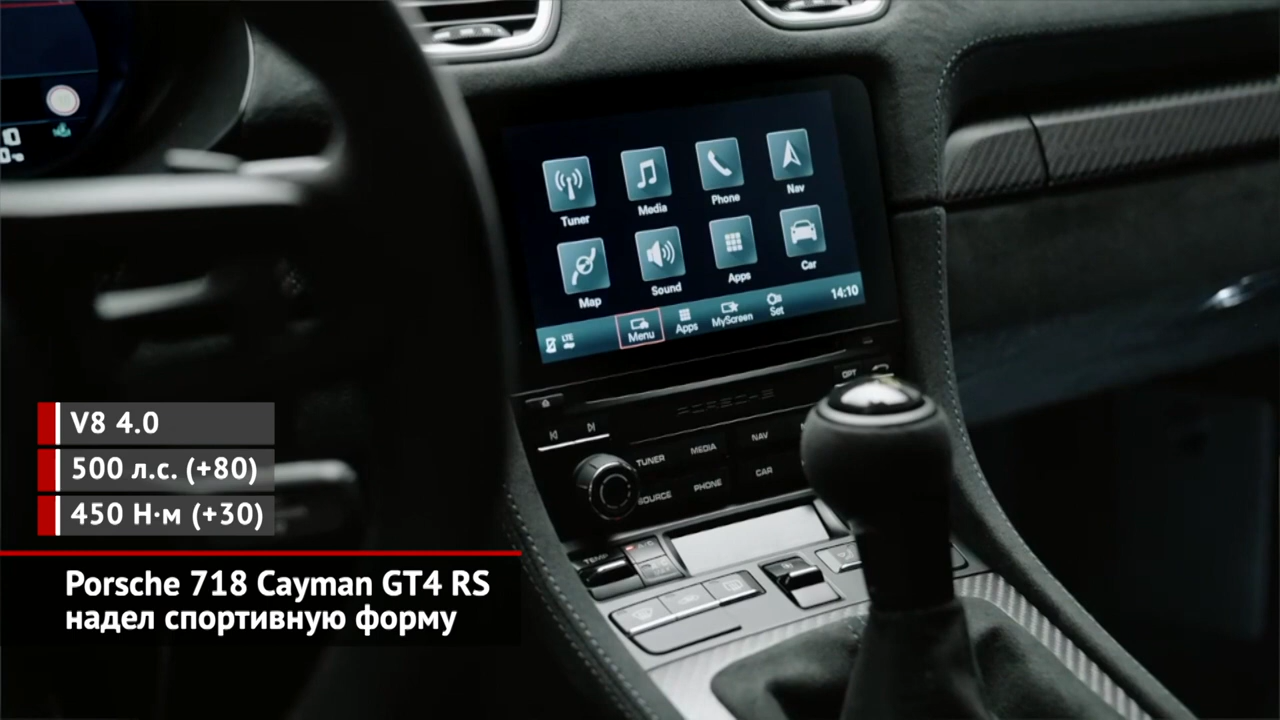 Tuner
Media
Phone
Nav
Map
Sound
Apps
Car
LTE
Menu
Apps
MyScreen
Set
14:10
OPT
PORSCHE
TUNER
MEDIA
NAV
SOURCE
PHONE
CAR
TEMP
A/C
V8 4.0
500 л.с. (+80)
450 Н·м (+30)
Porsche 718 Cayman GT4 RS
надел спортивную форму